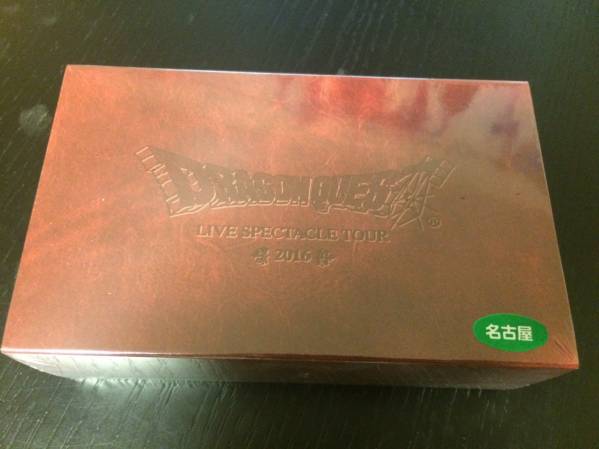 DRAGON QUEST®
LIVE SPECTACLE TOUR
2016
名古屋